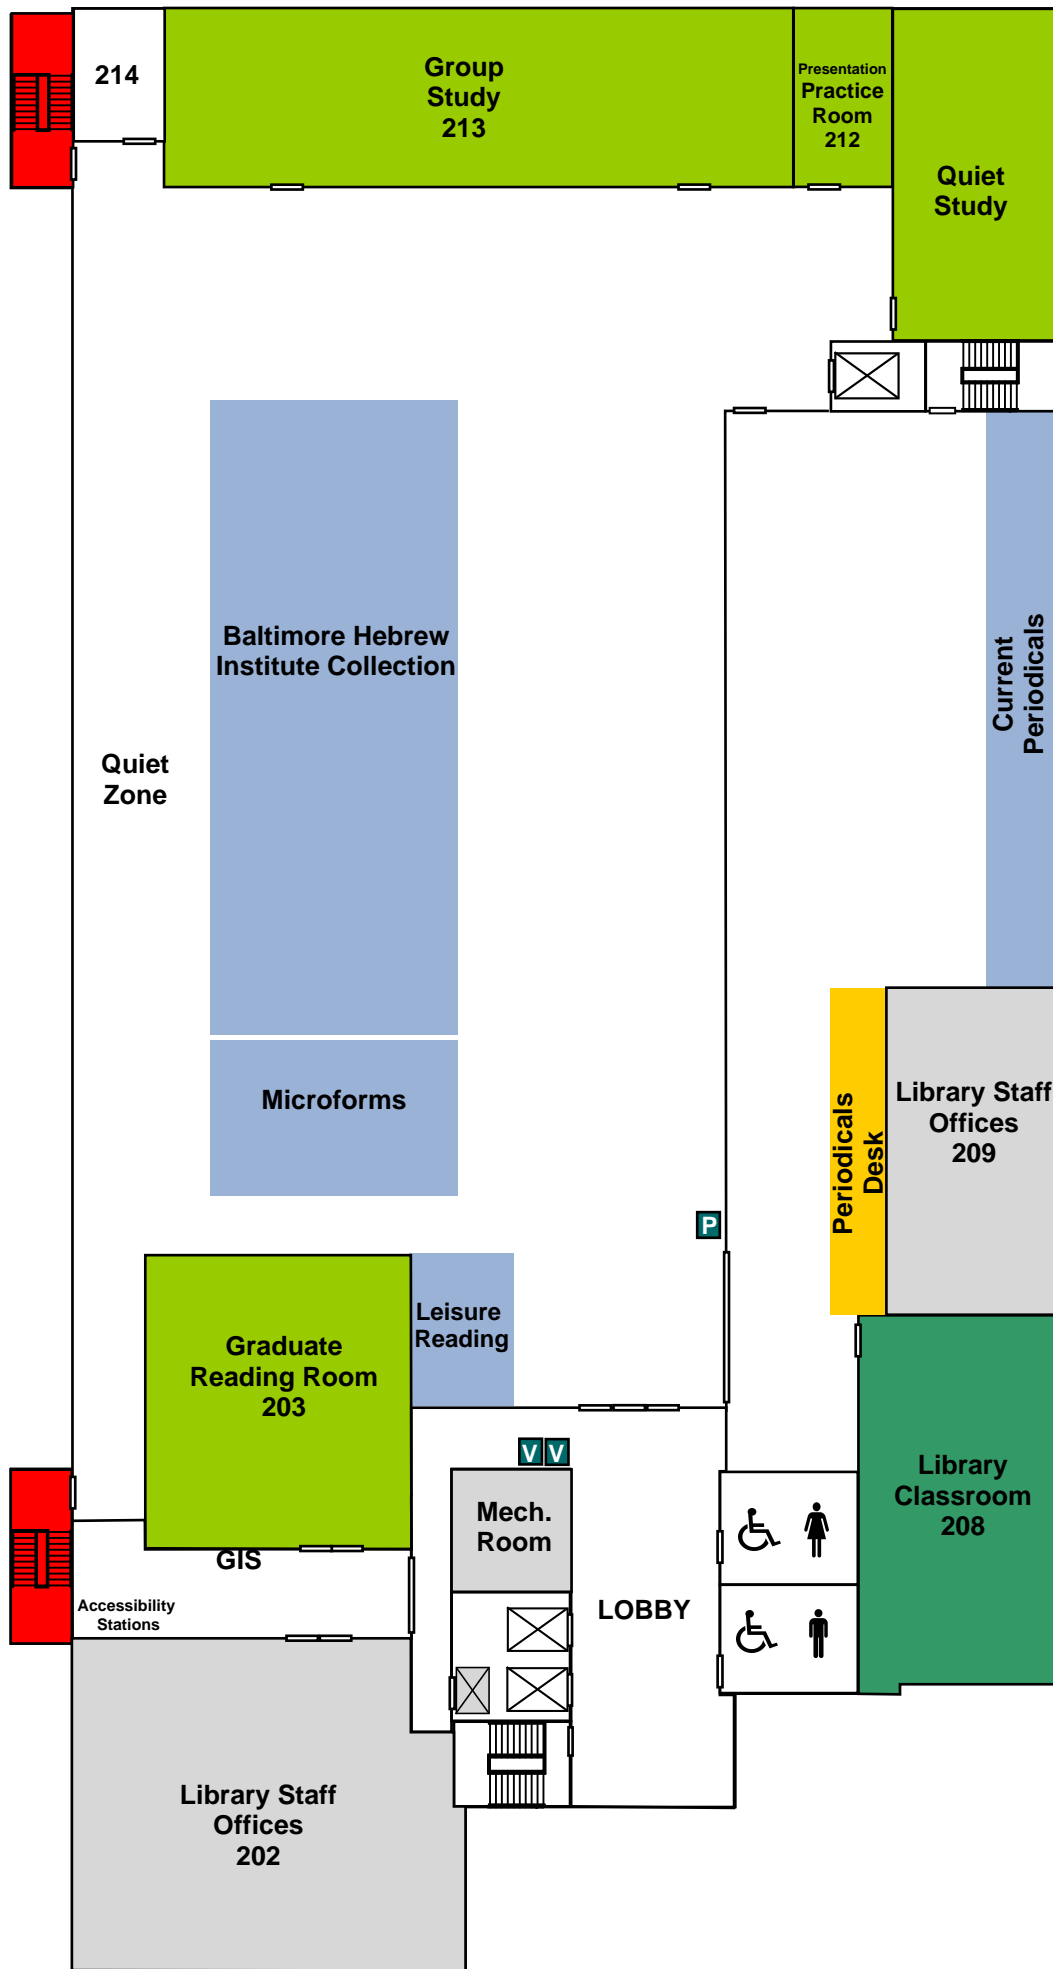 214
Group
Study
213
Presentation
Practice
Room
212
Quiet
Study
Baltimore Hebrew
Institute Collection
Current
Periodicals
Quiet
Zone
Microforms
Periodicals
Desk
Library Staff
Offices
209
P
Leisure
Reading
Graduate
Reading Room
203
V V
Mech.
Room
Library
Classroom
208
GIS
Accessibility
Stations
LOBBY
Library Staff
Offices
202